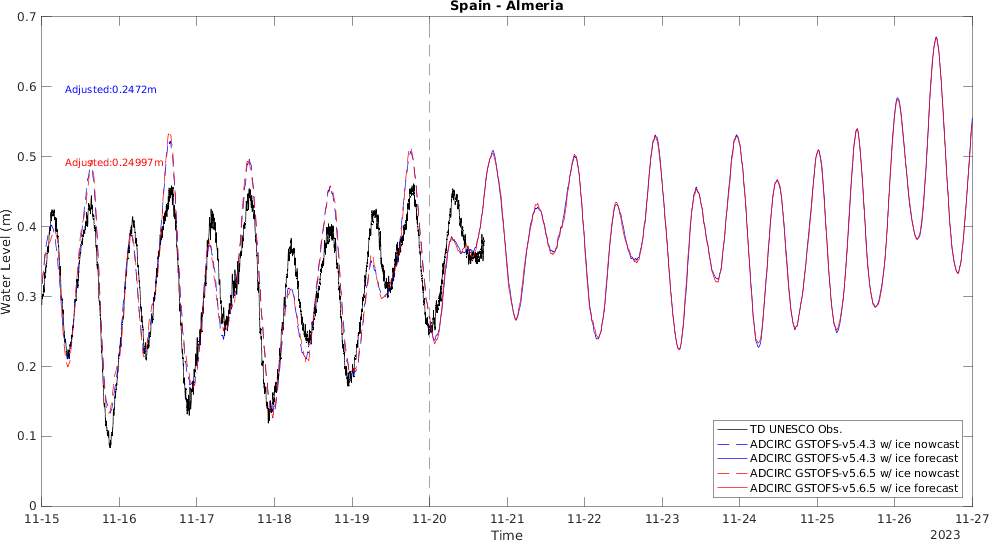 Spain - Almeria
0.7
0.6
0.5
0.4
0.3
0.2
0.1
0
Water Level (m)
Adjusted:0.2472m
Adjusted:0.24997m
TD UNESCO Obs.
ADCIRC GSTOFS-v5.4.3 w/ ice nowcast
ADCIRC GSTOFS-v5.4.3 w/ ice forecast
ADCIRC GSTOFS-v5.6.5 w/ ice nowcast
ADCIRC GSTOFS-v5.6.5 w/ ice forecast
11-15 11-16 11-17 11-18 11-19 11-20 11-21 11-22 11-23 11-24 11-25 11-26 11-27
Time
2023